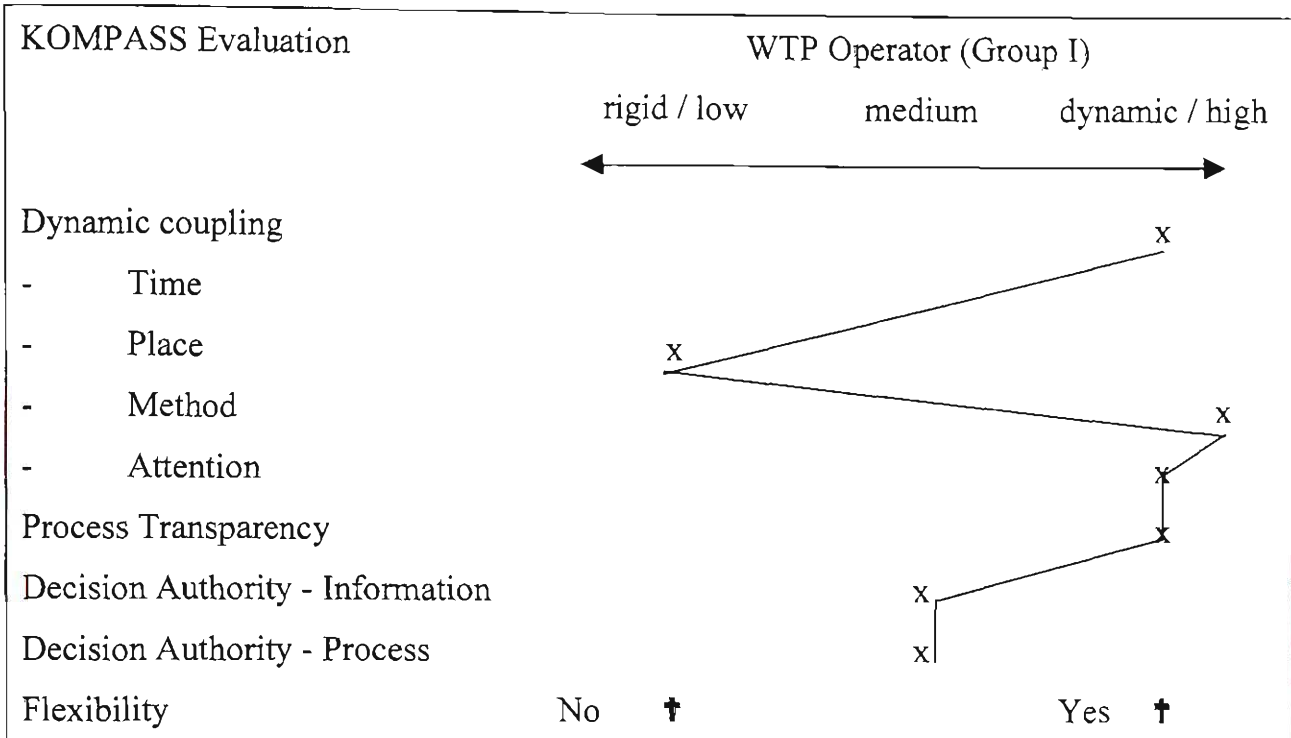 KOMPASS Evaluation WTP Operator (Group I)
rigid / low medium dynamic / high
Dynamic coupling x
- Time
- Place x
- Method x
- Attention x
Process Transparency x
Decision Authority - Information x
Decision Authority - Process x
Flexibility No † Yes †